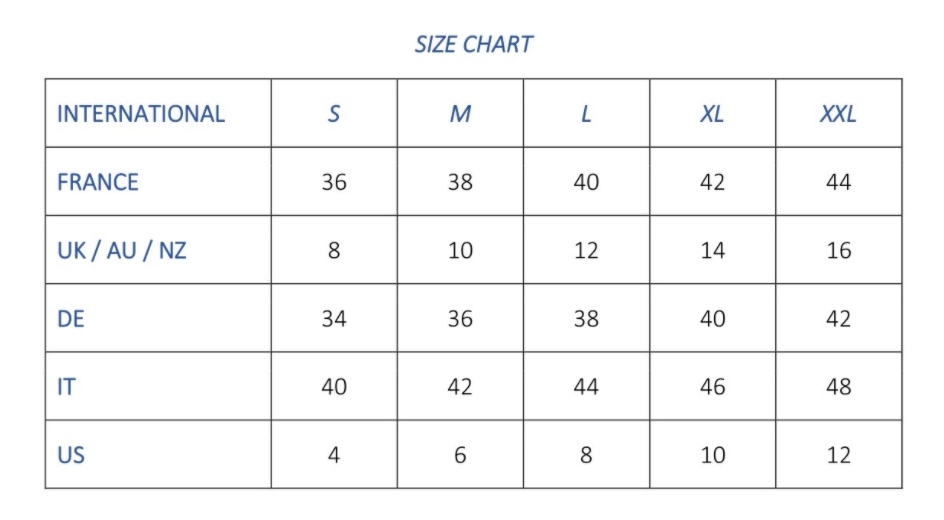 SIZE CHART
INTERNATIONAL S M L XL XXL
FRANCE 36 38 40 42 44
UK / AU / NZ 8 10 12 14 16
DE 34 36 38 40 42
IT 40 42 44 46 48
US 4 6 8 10 12